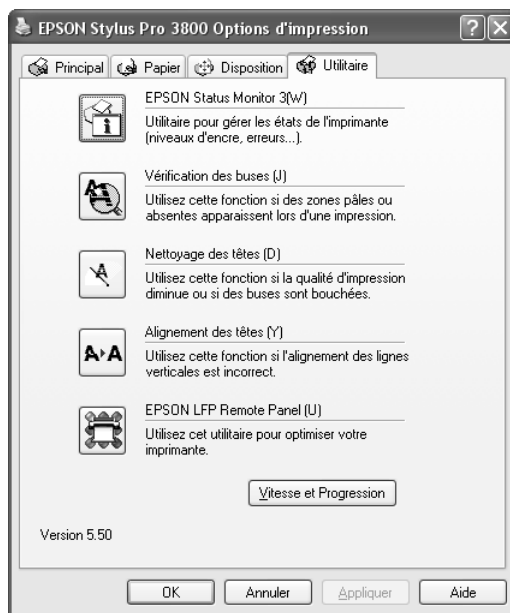 EPSON Stylus Pro 3800 Options d'impression
Principal
Papier
Disposition
Utilitaire
EPSON Status Monitor 3(W)
Utilitaire pour gérer les états de l'imprimante
(niveaux d'encre, erreurs...).
Vérification des buses (J)
Utilisez cette fonction si des zones pâles ou
absentes apparaissent lors d'une impression.
Nettoyage des têtes (D)
Utilisez cette fonction si la qualité d'impression
diminue ou si des buses sont bouchées.
Alignement des têtes (Y)
Utilisez cette fonction si l'alignement des lignes
verticales est incorrect.
EPSON LFP Remote Panel (U)
Utilisez cet utilitaire pour optimiser votre
imprimante.
Vitesse et Progression
Version 5.50
OK
Annuler
Appliquer
Aide